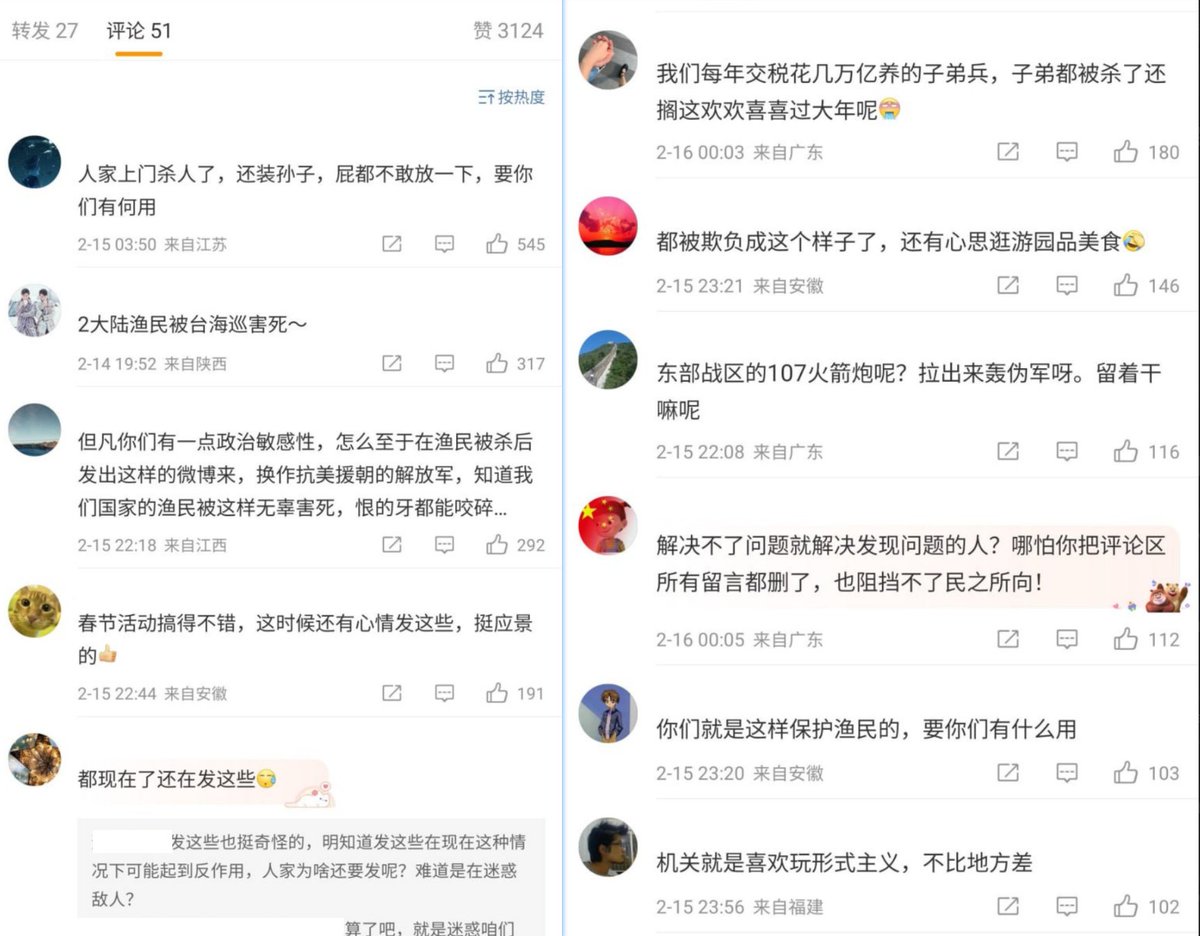 转发 27 评论 51 赞 3124
按热度
人家上门杀人了，还装孙子，屁都不敢放一下，要你
们有何用
2-15 03:50 来自江苏 545
2大陆渔民被台海巡害死～
2-14 19:52 来自陕西 317
但凡你们有一点政治敏感性，怎么至于在渔民被杀后
发出这样的微博来，换作抗美援朝的解放军，知道我
们国家的渔民被这样无辜害死，恨的牙都能咬碎...
2-15 22:18 来自江西 292
春节活动搞得不错，这时候还有心情发这些，挺应景
的👍
2-15 22:44 来自安徽 191
都现在了还在发这些😪
发这些也挺奇怪的，明知道发这些在现在这种情
况下可能起到反作用，人家为啥还要发呢？难道是在迷惑
敌人？
算了吧，就是迷惑咱们
我们每年交税花几万亿养的子弟兵，子弟都被杀了还
搁这欢欢喜喜过大年呢😭
2-16 00:03 来自广东 180
都被欺负成这个样子了，还有心思逛游园品美食🤣
2-15 23:21 来自安徽 146
东部战区的107火箭炮呢？拉出来轰伪军呀。留着干
嘛呢
2-15 22:08 来自广东 116
解决不了问题就解决发现问题的人？哪怕你把评论区
所有留言都删了，也阻挡不了民之所向！
2-16 00:05 来自广东 112
你们就是这样保护渔民的，要你们有什么用
2-15 23:20 来自安徽 103
机关就是喜欢玩形式主义，不比地方差
2-15 23:56 来自福建 102